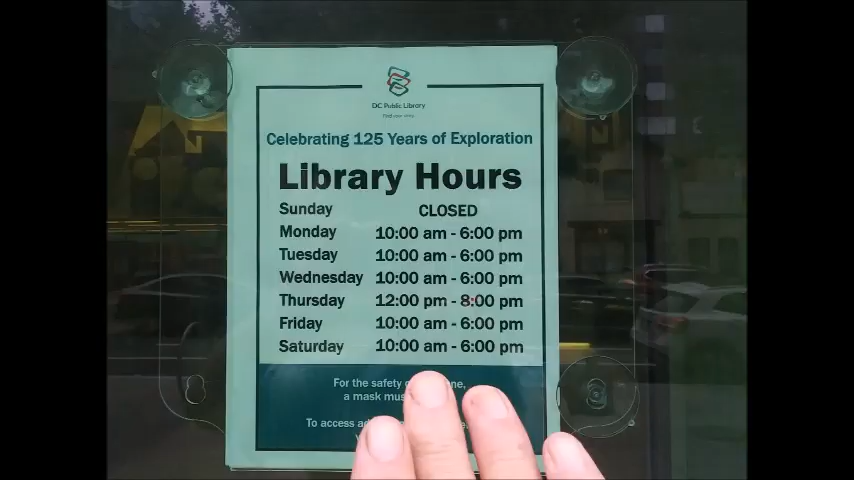 DC Public Library
Find your story.
Celebrating 125 Years of Exploration
Library Hours
Sunday CLOSED
Monday 10:00 am - 6:00 pm
Tuesday 10:00 am - 6:00 pm
Wednesday 10:00 am - 6:00 pm
Thursday 12:00 pm - 8:00 pm
Friday 10:00 am - 6:00 pm
Saturday 10:00 am - 6:00 pm
For the safety
a mask
To access